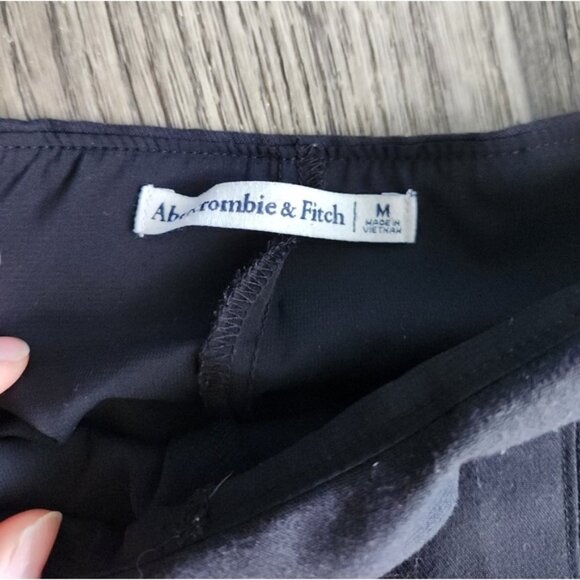 Abercrombie & Fitch
M
MADE IN
VIETNAM